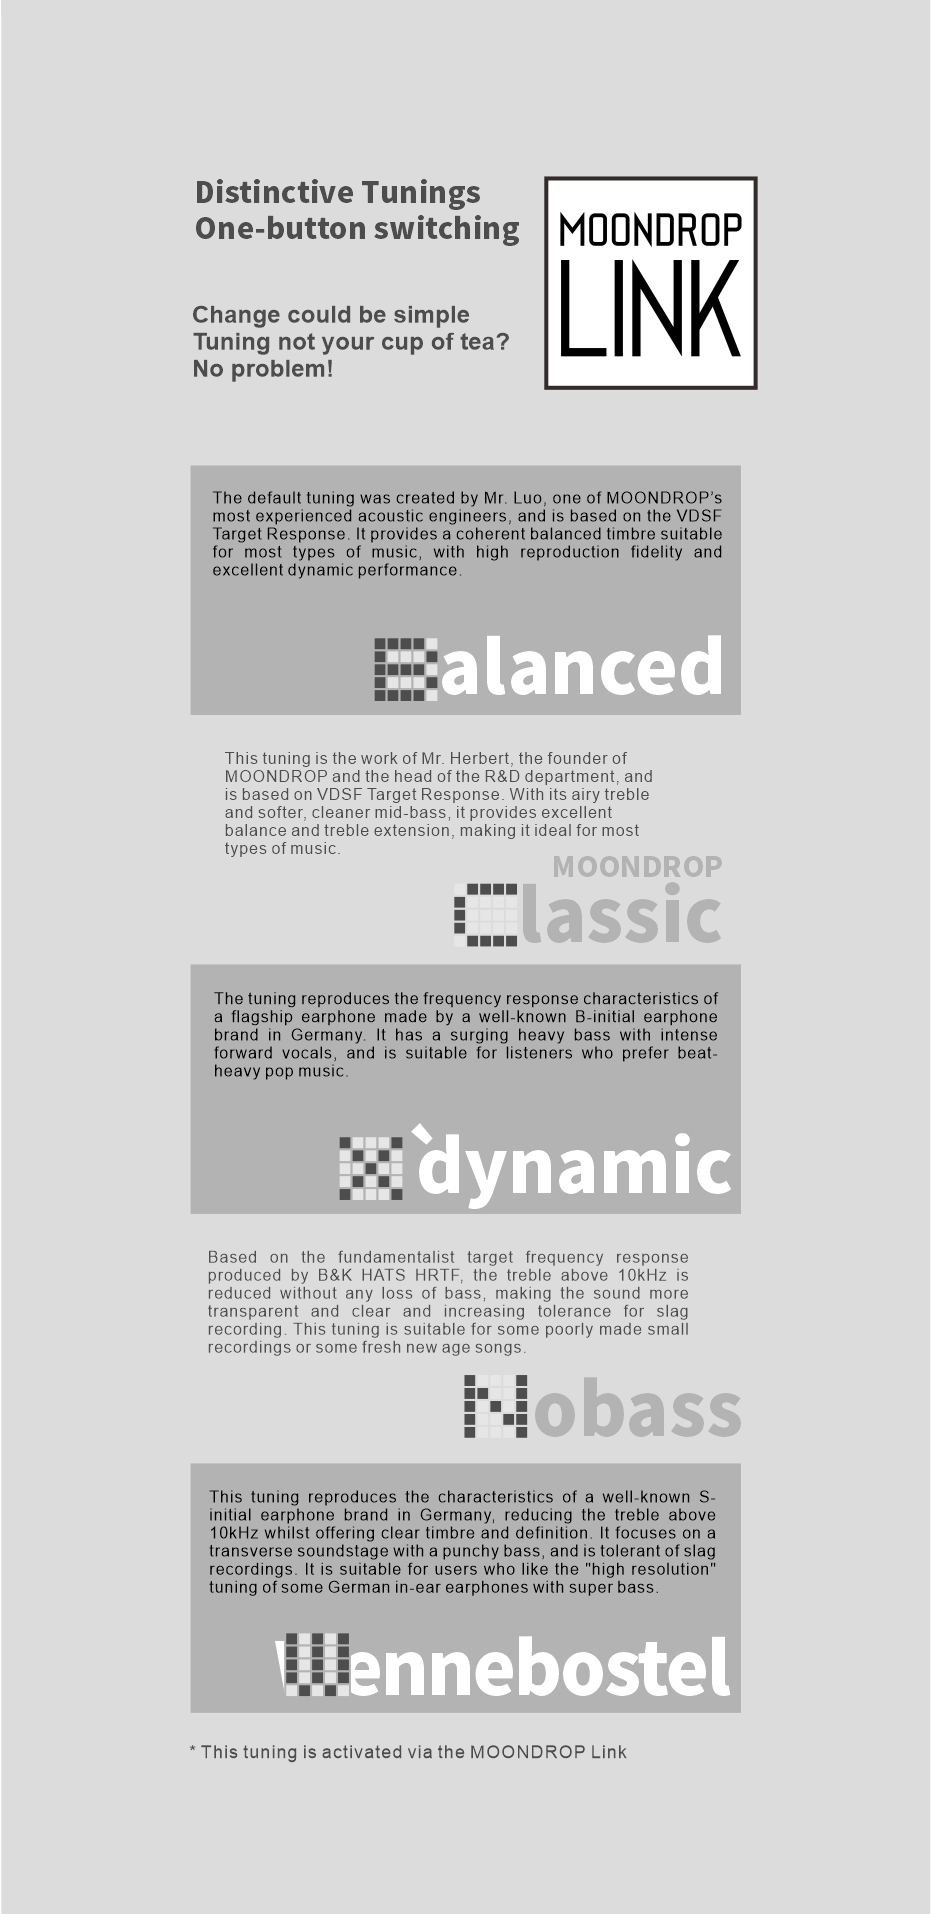 Distinctive Tunings
One-button switching
MOONDROP
LINK
Change could be simple
Tuning not your cup of tea?
No problem!
The default tuning was created by Mr. Luo, one of MOONDROP's
most experienced acoustic engineers, and is based on the VDSF
Target Response. It provides a coherent balanced timbre suitable
for most types of music, with high reproduction fidelity and
excellent dynamic performance.
Balanced
This tuning is the work of Mr. Herbert, the founder of
MOONDROP and the head of the R&D department, and
is based on VDSF Target Response. With its airy treble
and softer, cleaner mid-bass, it provides excellent
balance and treble extension, making it ideal for most
types of music.
MOONDROP
Classic
The tuning reproduces the frequency response characteristics of
a flagship earphone made by a well-known B-initial earphone
brand in Germany. It has a surging heavy bass with intense
forward vocals, and is suitable for listeners who prefer beat-
heavy pop music.
X`dynamic
Based on the fundamentalist target frequency response
produced by B&K HATS HRTF, the treble above 10kHz is
reduced without any loss of bass, making the sound more
transparent and clear and increasing tolerance for slag
recording. This tuning is suitable for some poorly made small
recordings or some fresh new age songs.
Nobass
This tuning reproduces the characteristics of a well-known S-
initial earphone brand in Germany, reducing the treble above
10kHz whilst offering clear timbre and definition. It focuses on a
transverse soundstage with a punchy bass, and is tolerant of slag
recordings. It is suitable for users who like the "high resolution"
tuning of some German in-ear earphones with super bass.
Wennebostel
* This tuning is activated via the MOONDROP Link